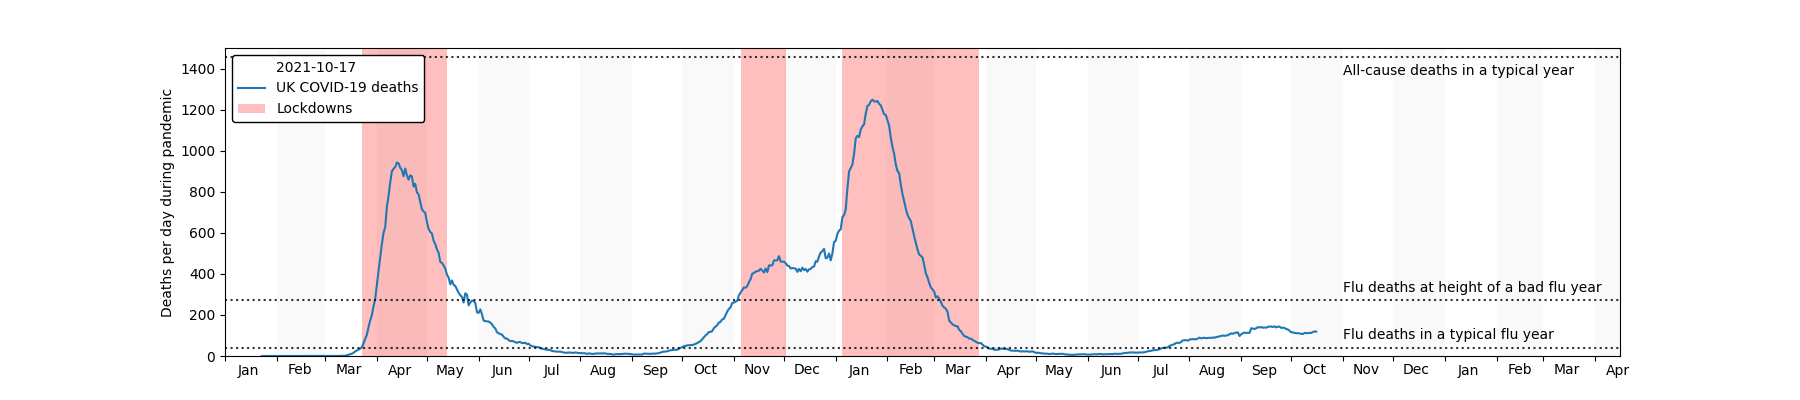 1400
1200
1000
800
600
400
200
0
Deaths per day during pandemic
2021-10-17
UK COVID-19 deaths
Lockdowns
All-cause deaths in a typical year
Flu deaths at height of a bad flu year
Flu deaths in a typical flu year
Jan Feb Mar Apr May Jun Jul Aug Sep Oct Nov Dec Jan Feb Mar Apr May Jun Jul Aug Sep Oct Nov Dec Jan Feb Mar Apr